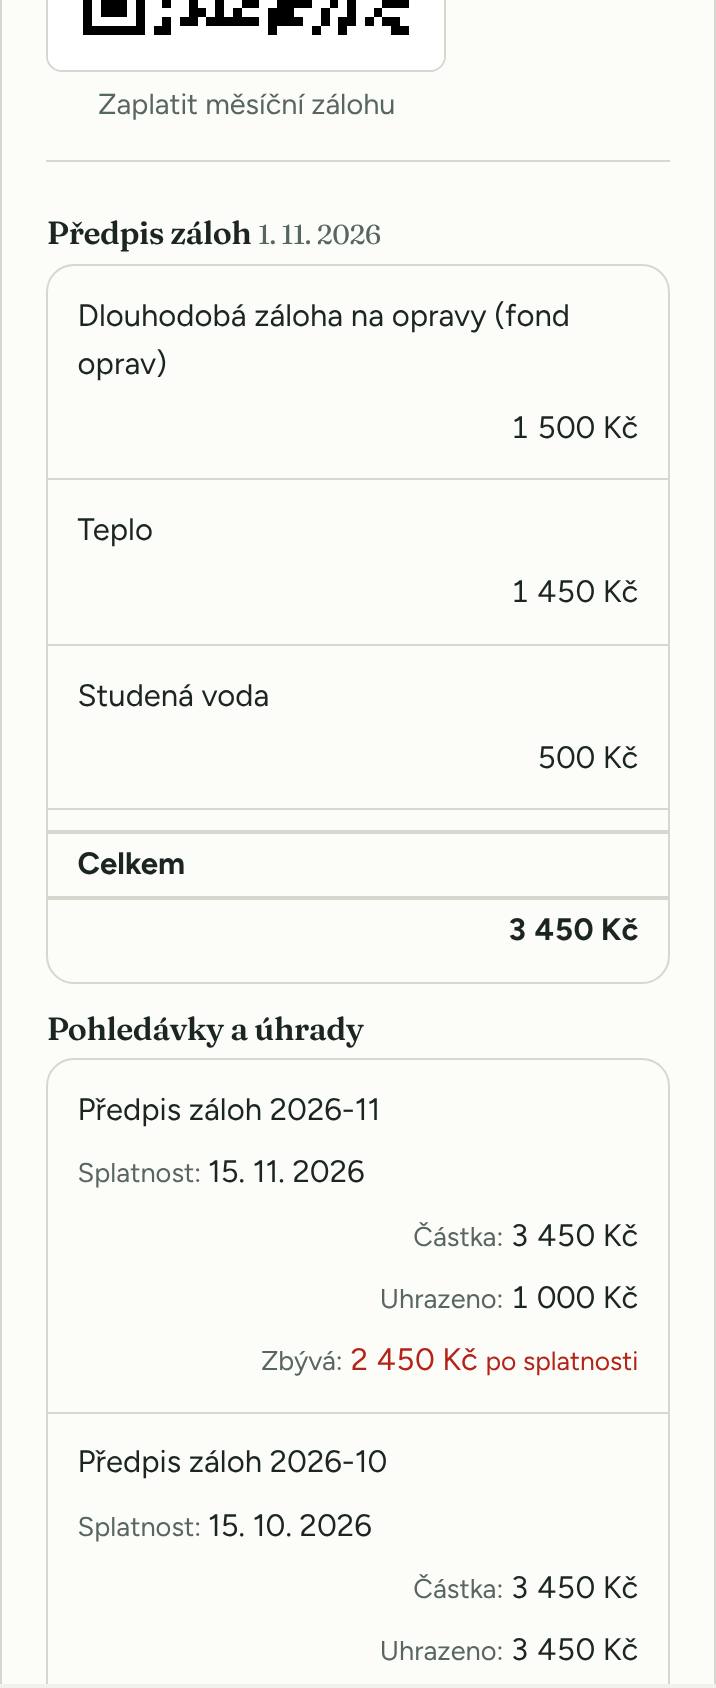 Zaplatit měsíční zálohu
Předpis záloh 1. 11. 2026
Dlouhodobá záloha na opravy (fond
oprav)
1 500 Kč
Teplo
1 450 Kč
Studená voda
500 Kč
Celkem
3 450 Kč
Pohledávky a úhrady
Předpis záloh 2026-11
Splatnost: 15. 11. 2026
Částka: 3 450 Kč
Uhrazeno: 1 000 Kč
Zbývá: 2 450 Kč po splatnosti
Předpis záloh 2026-10
Splatnost: 15. 10. 2026
Částka: 3 450 Kč
Uhrazeno: 3 450 Kč